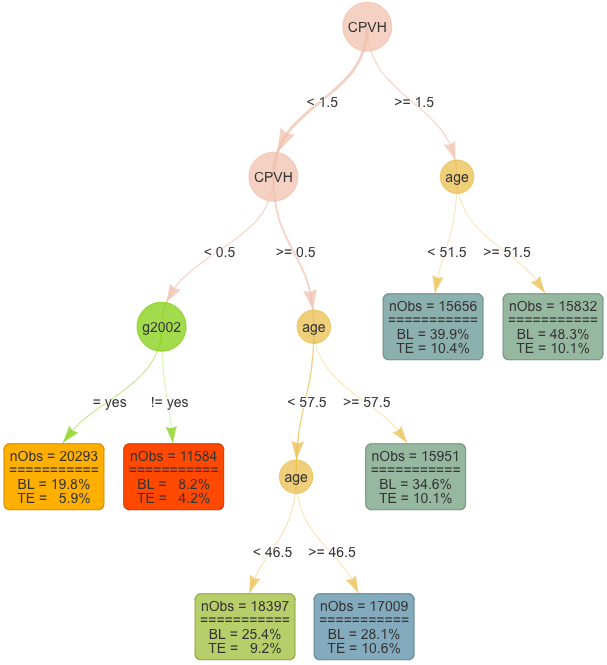 CPVH
< 1.5
>= 1.5
CPVH
age
< 0.5
>= 0.5
< 51.5
>= 51.5
g2002
age
nObs = 15656
===========
BL = 39.9%
TE = 10.4%
nObs = 15832
===========
BL = 48.3%
TE = 10.1%
= yes
!= yes
< 57.5
>= 57.5
nObs = 20293
===========
BL = 19.8%
TE =   5.9%
nObs = 11584
===========
BL =   8.2%
TE =   4.2%
age
nObs = 15951
===========
BL = 34.6%
TE = 10.1%
< 46.5
>= 46.5
nObs = 18397
===========
BL = 25.4%
TE =   9.2%
nObs = 17009
===========
BL = 28.1%
TE = 10.6%